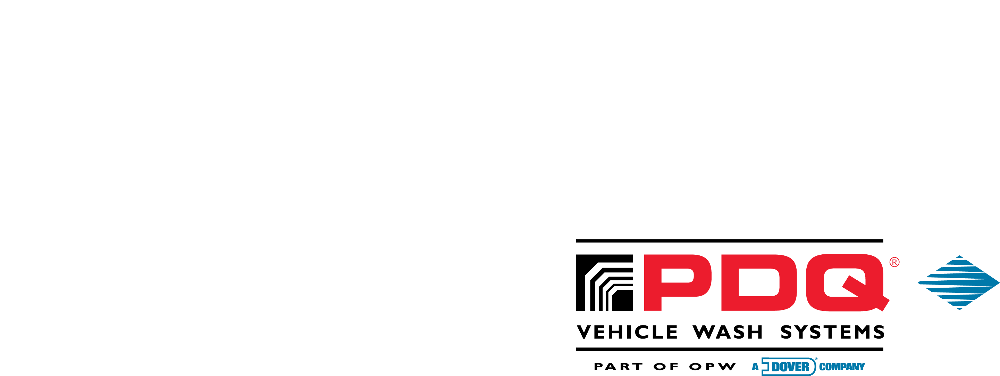 PDQ®
VEHICLE WASH SYSTEMS
PART OF OPW A DOVER® COMPANY